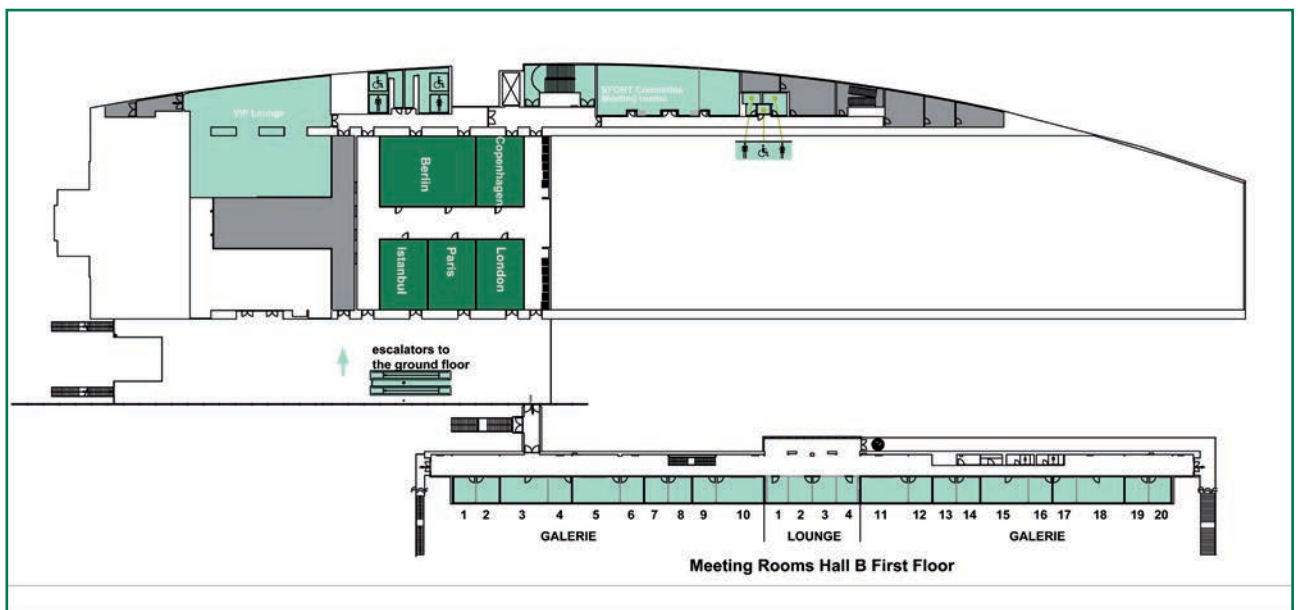 VIP Lounge
Meeting rooms
Berlin
Copenhagen
Istanbul
Paris
London
escalators to
the ground floor
1 2 3 4 5 6 7 8 9 10 1 2 3 4 11 12 13 14 15 16 17 18 19 20
GALERIE LOUNGE GALERIE
Meeting Rooms Hall B First Floor